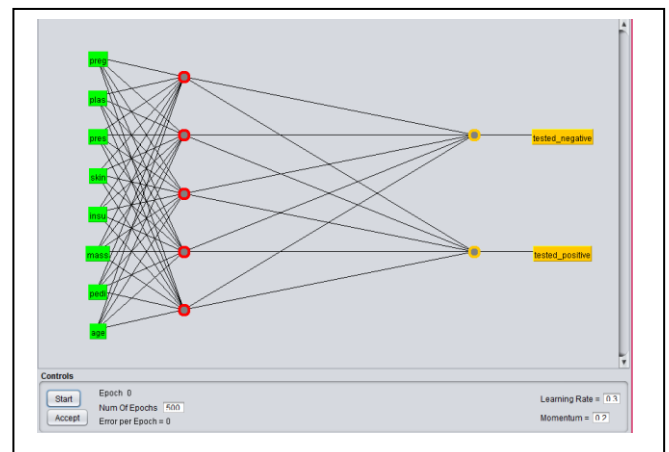 preg
plas
pres
skin
insu
mass
pedi
age
tested_negative
tested_positive
Controls
Start
Accept
Epoch 0
Num Of Epochs 500
Error per Epoch = 0
Learning Rate = 0.3
Momentum = 0.2